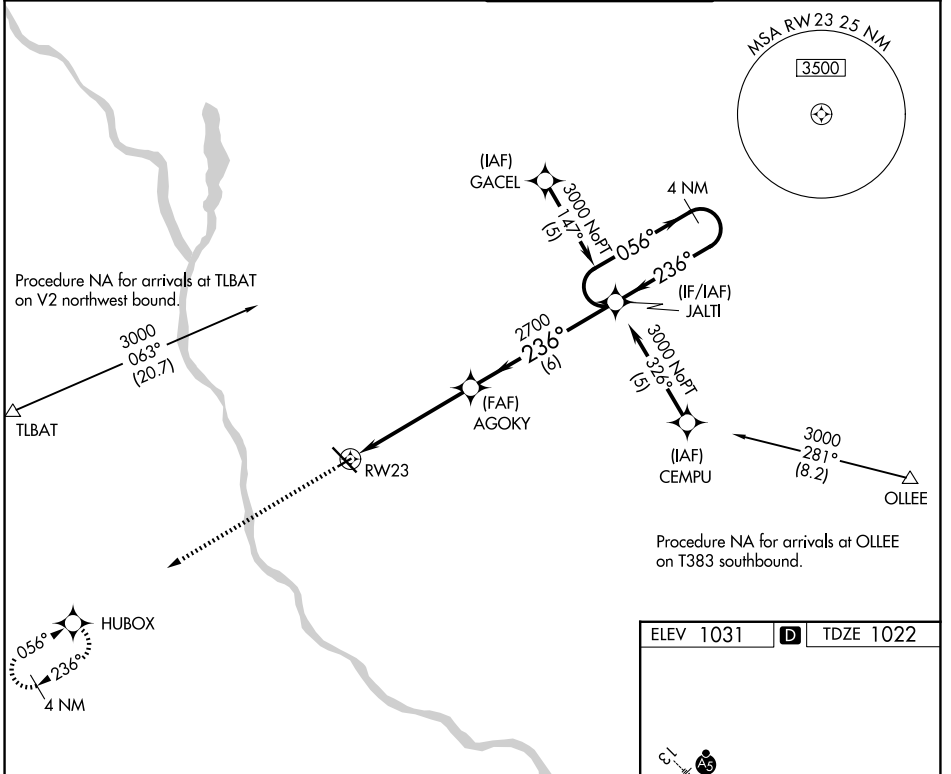 MSA RW23 25 NM
3500
(IAF)
GACEL
3000 NoPT
147°
(5)
4 NM
056°
236°
(IF/IAF)
JALTI
Procedure NA for arrivals at TLBAT
on V2 northwest bound.
3000
063°
(20.7)
TLBAT
2700
236°
(6)
3000 NoPT
326°
(5)
(FAF)
AGOKY
RW23
(IAF)
CEMPU
3000
281°
(8.2)
OLLEE
Procedure NA for arrivals at OLLEE
on T383 southbound.
HUBOX
056°
236°
4 NM
ELEV 1031 D TDZE 1022
13
A5